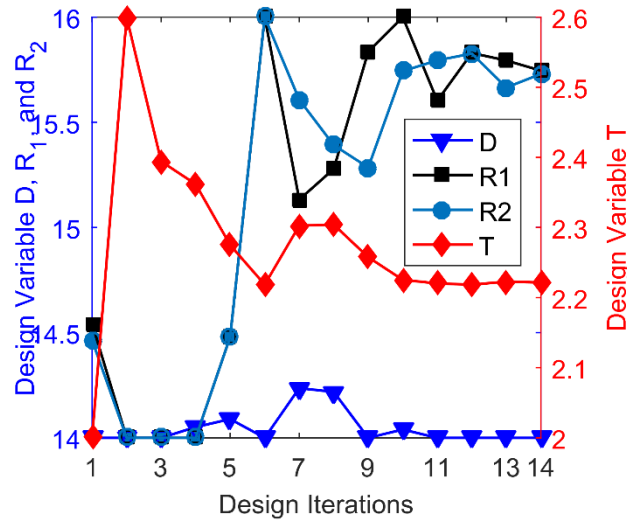 Design Variable D, R1, and R2
16
15.5
15
14.5
14
2.6
2.5
2.4
2.3
2.2
2.1
2
Design Variable T
D
R1
R2
T
1
3
5
7
9
11
13
14
Design Iterations